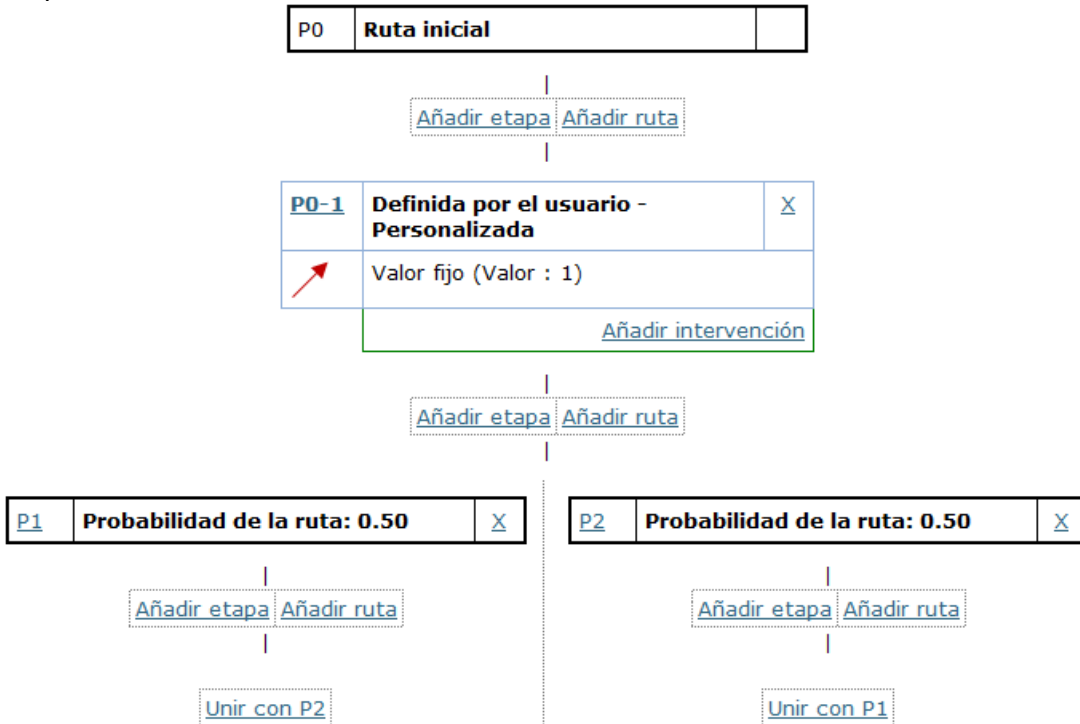 P0 Ruta inicial
Añadir etapa Añadir ruta
P0-1 Definida por el usuario -
Personalizada X
Valor fijo (Valor : 1)
Añadir intervención
Añadir etapa Añadir ruta
P1 Probabilidad de la ruta: 0.50 X
P2 Probabilidad de la ruta: 0.50 X
Añadir etapa Añadir ruta
Añadir etapa Añadir ruta
Unir con P2
Unir con P1